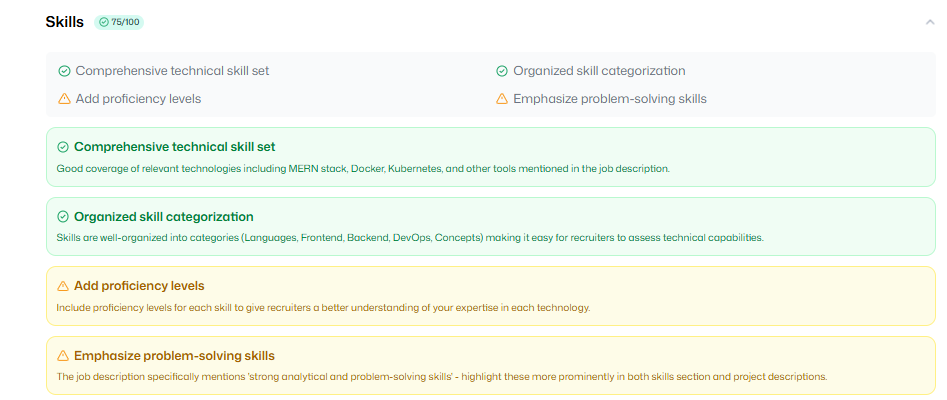 Skills 75/100
Comprehensive technical skill set
Organized skill categorization
Add proficiency levels
Emphasize problem-solving skills
Comprehensive technical skill set
Good coverage of relevant technologies including MERN stack, Docker, Kubernetes, and other tools mentioned in the job description.
Organized skill categorization
Skills are well-organized into categories (Languages, Frontend, Backend, DevOps, Concepts) making it easy for recruiters to assess technical capabilities.
Add proficiency levels
Include proficiency levels for each skill to give recruiters a better understanding of your expertise in each technology.
Emphasize problem-solving skills
The job description specifically mentions 'strong analytical and problem-solving skills' - highlight these more prominently in both skills section and project descriptions.